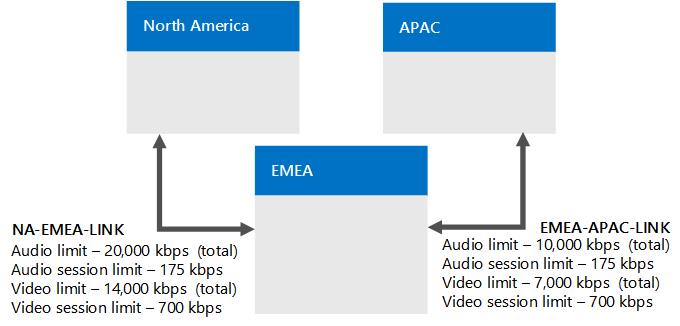 North America
APAC
EMEA
NA-EMEA-LINK
Audio limit – 20,000 kbps  (total)
Audio session limit – 175 kbps
Video limit – 14,000 kbps  (total)
Video session limit – 700 kbps
EMEA-APAC-LINK
Audio limit – 10,000 kbps  (total)
Audio session limit – 175 kbps
Video limit – 7,000 kbps  (total)
Video session limit – 700 kbps